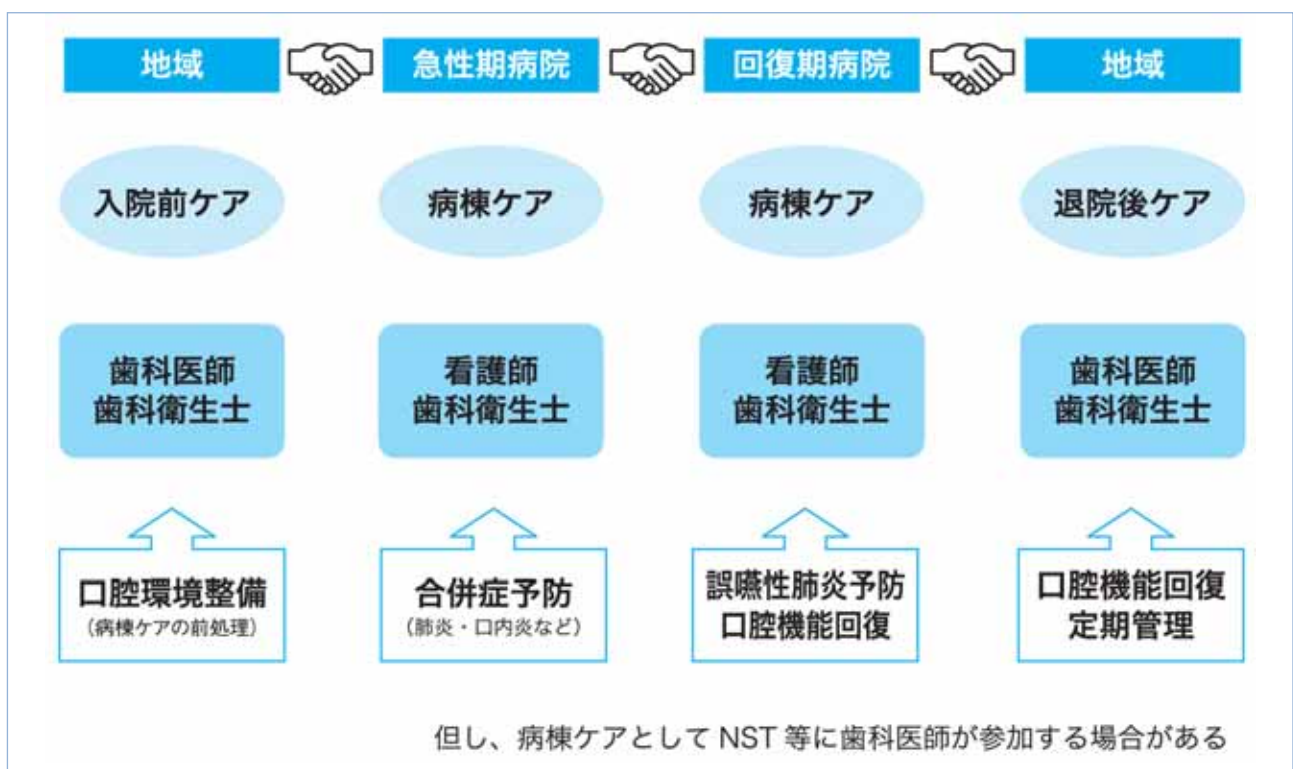 地域
急性期病院
回復期病院
地域
入院前ケア
病棟ケア
病棟ケア
退院後ケア
歯科医師
歯科衛生士
看護師
歯科衛生士
看護師
歯科衛生士
歯科医師
歯科衛生士
口腔環境整備
（病棟ケアの前処理）
合併症予防
（肺炎・口内炎など）
誤嚥性肺炎予防
口腔機能回復
口腔機能回復
定期管理
但し、病棟ケアとして NST 等に歯科医師が参加する場合がある